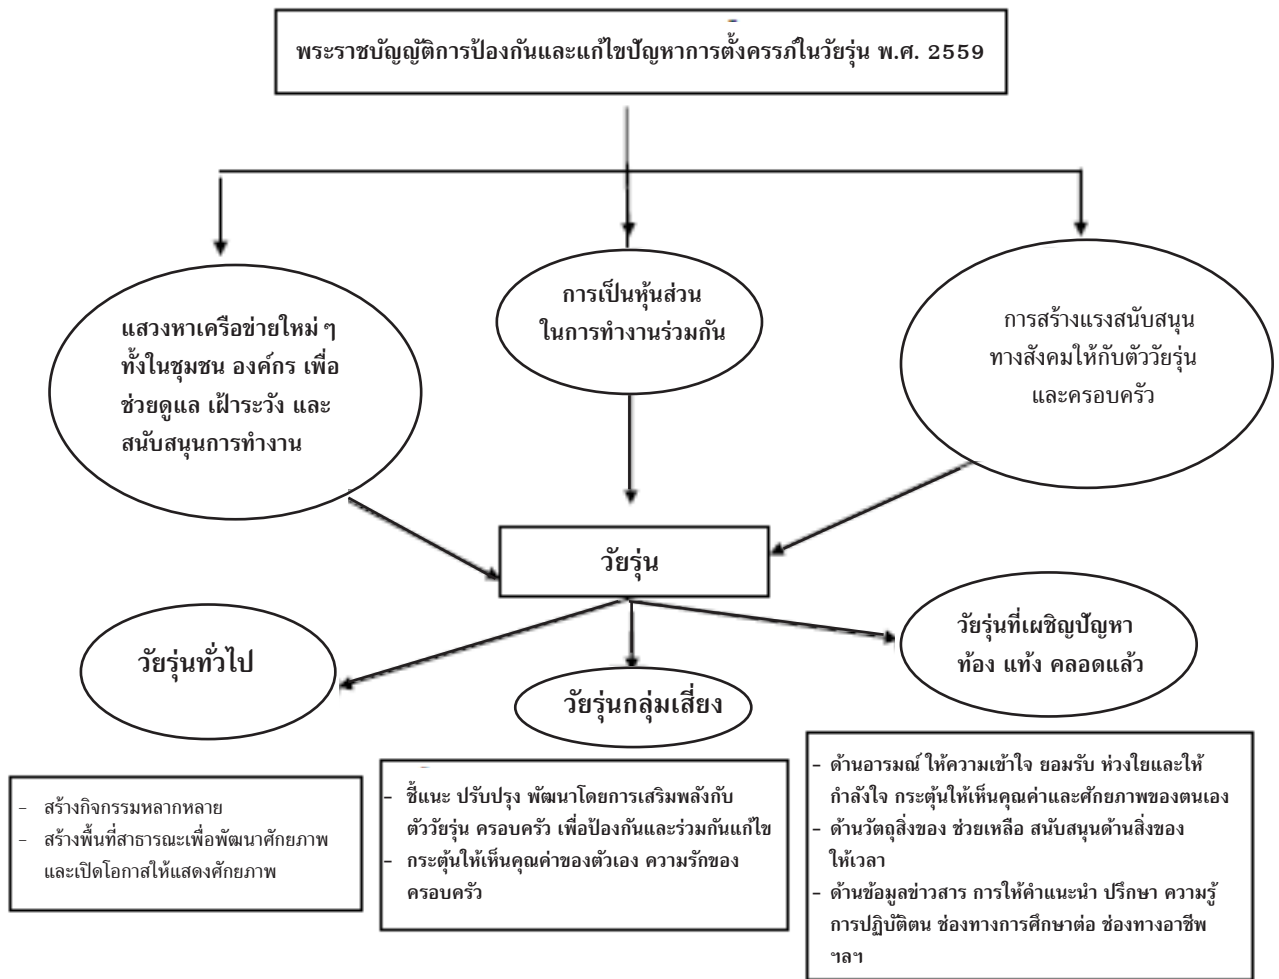 พระราชบัญญัติการป้องกันและแก้ไขปัญหาการตั้งครรภ์ในวัยรุ่น พ.ศ. 2559
แสวงหาเครือข่ายใหม่ ๆ
ทั้งในชุมชน องค์กร เพื่อ
ช่วยดูแล เฝ้าระวัง และ
สนับสนุนการทำงาน
การเป็นหุ้นส่วน
ในการทำงานร่วมกัน
การสร้างแรงสนับสนุน
ทางสังคมให้กับตัววัยรุ่น
และครอบครัว
วัยรุ่น
วัยรุ่นทั่วไป
วัยรุ่นกลุ่มเสี่ยง
วัยรุ่นที่เผชิญปัญหา
ท้อง แท้ง คลอดแล้ว
- สร้างกิจกรรมหลากหลาย
- สร้างพื้นที่สาธารณะเพื่อพัฒนาศักยภาพ
และเปิดโอกาสให้แสดงศักยภาพ
- ชี้แนะ ปรับปรุง พัฒนาโดยการเสริมพลังกับ
ตัววัยรุ่น ครอบครัว เพื่อป้องกันและร่วมกันแก้ไข
- กระตุ้นให้เห็นคุณค่าของตัวเอง ความรักของ
ครอบครัว
- ด้านอารมณ์ ให้ความเข้าใจ ยอมรับ ห่วงใยและให้
กำลังใจ กระตุ้นให้เห็นคุณค่าและศักยภาพของตนเอง
- ด้านวัตถุสิ่งของ ช่วยเหลือ สนับสนุนด้านสิ่งของ
ให้เวลา
- ด้านข้อมูลข่าวสาร การให้คำแนะนำ ปรึกษา ความรู้
การปฏิบัติตน ช่องทางการศึกษาต่อ ช่องทางอาชีพ
ฯลฯ